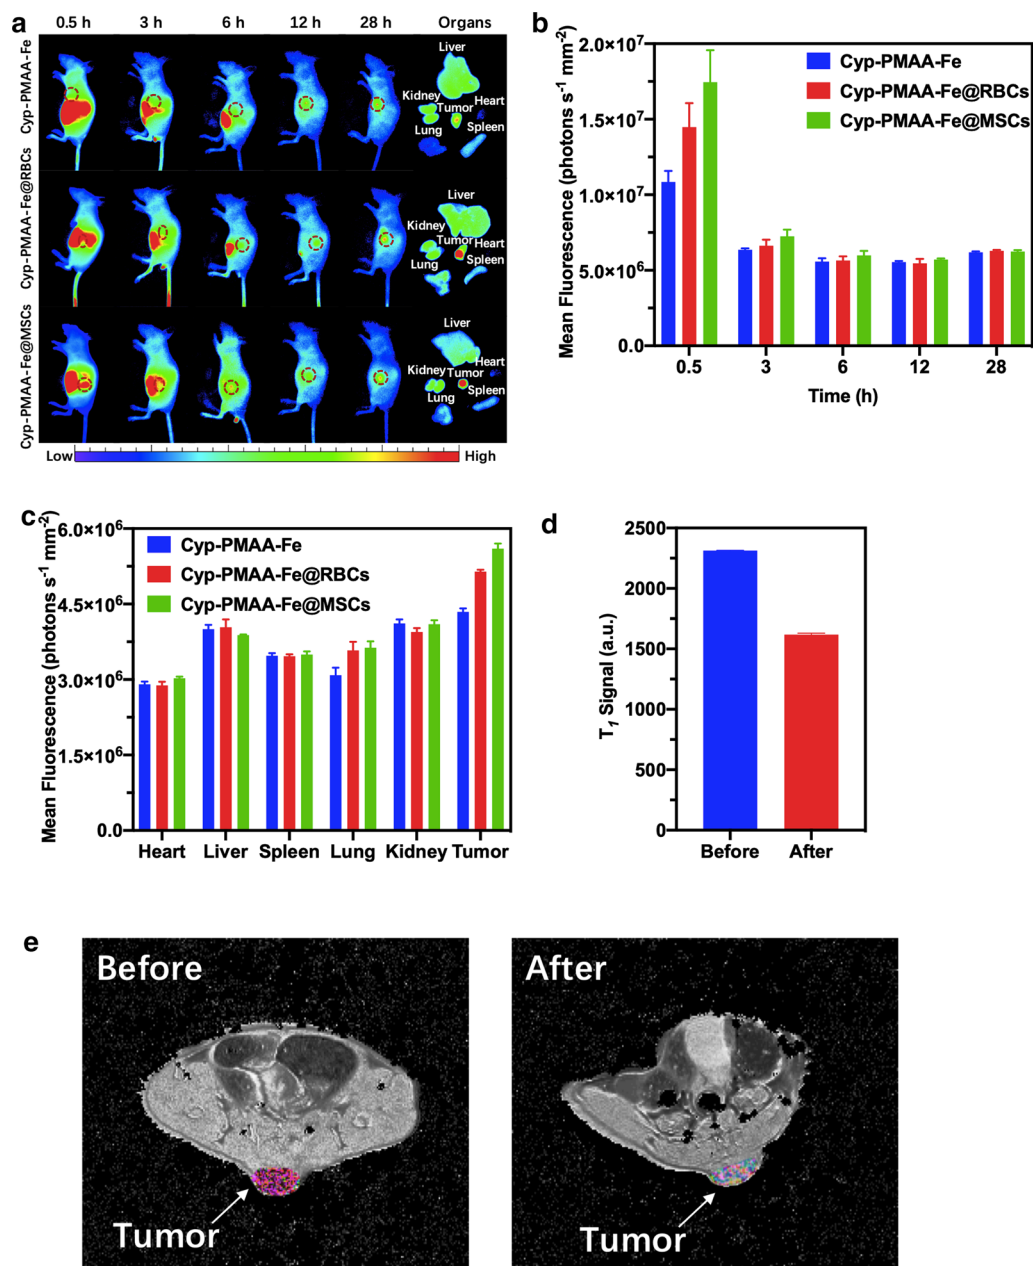 a
0.5 h 3 h 6 h 12 h 28 h Organs
Cyp-PMAA-Fe
Liver
Kidney
Heart
Tumor
Lung
Spleen
Cyp-PMAA-Fe@RBCs
Liver
Kidney
Tumor
Heart
Lung
Spleen
Cyp-PMAA-Fe@MSCs
Liver
Heart
Kidney
Tumor
Lung
Spleen
Low High
b
Mean Fluorescence (photons s⁻¹ mm⁻²)
2.0×10⁷
1.5×10⁷
1.0×10⁷
5.0×10⁶
0.0
Cyp-PMAA-Fe
Cyp-PMAA-Fe@RBCs
Cyp-PMAA-Fe@MSCs
0.5 3 6 12 28
Time (h)
c
Mean Fluorescence (photons s⁻¹ mm⁻²)
6.0×10⁶
4.5×10⁶
3.0×10⁶
1.5×10⁶
0.0
Cyp-PMAA-Fe
Cyp-PMAA-Fe@RBCs
Cyp-PMAA-Fe@MSCs
Heart Liver Spleen Lung Kidney Tumor
d
T₁ Signal (a.u.)
2500
2250
2000
1750
1500
1250
1000
750
500
250
0
Before After
e
Before
Tumor
After
Tumor